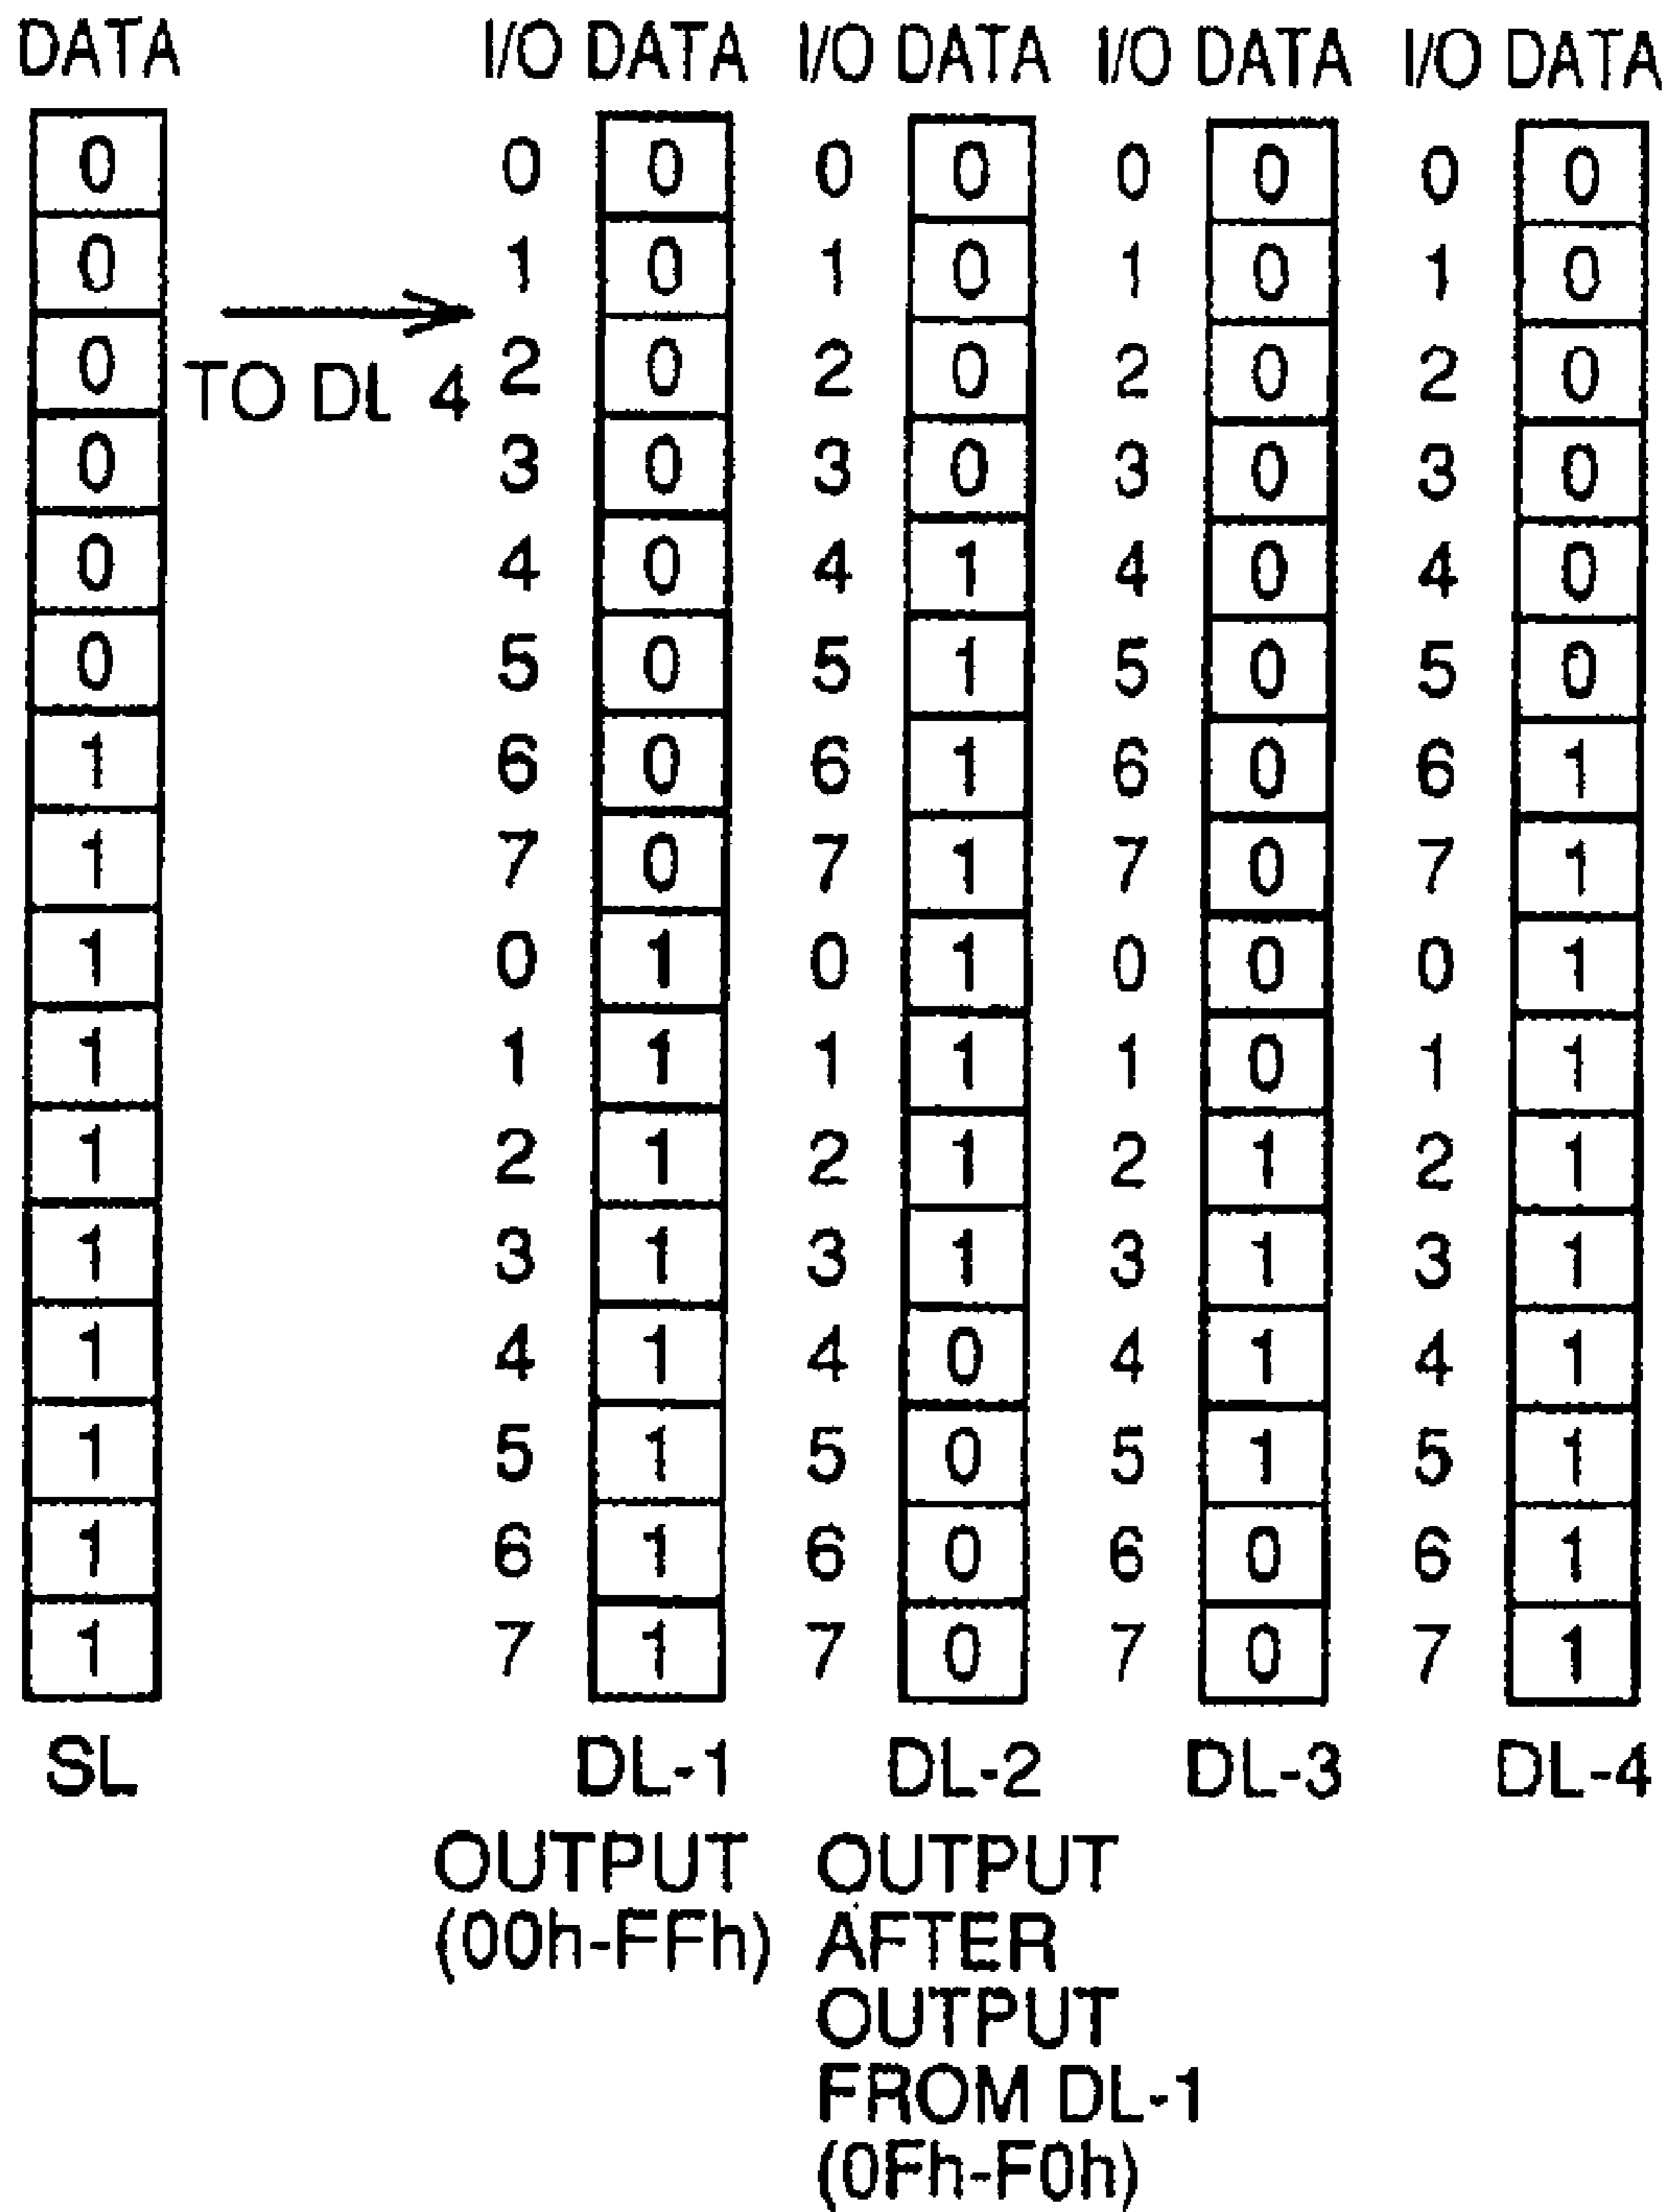 DATA I/O DATA I/O DATA I/O DATA I/O DATA
0 0 0 0 0 0 0 0 0
0 1 0 1 0 1 0 1 0
0 2 0 2 0 2 0 2 0
TO DL 4
0 3 0 3 0 3 0 3 0
0 4 0 4 1 4 0 4 0
0 5 0 5 1 5 0 5 0
1 6 0 6 1 6 0 6 1
1 7 0 7 1 7 0 7 1
1 0 1 0 1 0 0 0 1
1 1 1 1 1 1 0 1 1
1 2 1 2 1 2 1 2 1
1 3 1 3 1 3 1 3 1
1 4 1 4 0 4 1 4 1
1 5 1 5 0 5 1 5 1
1 6 1 6 0 6 0 6 1
1 7 1 7 0 7 0 7 1
SL DL-1 DL-2 DL-3 DL-4
OUTPUT
(00h-FFh)
OUTPUT
AFTER
OUTPUT
FROM DL-1
(0Fh-F0h)